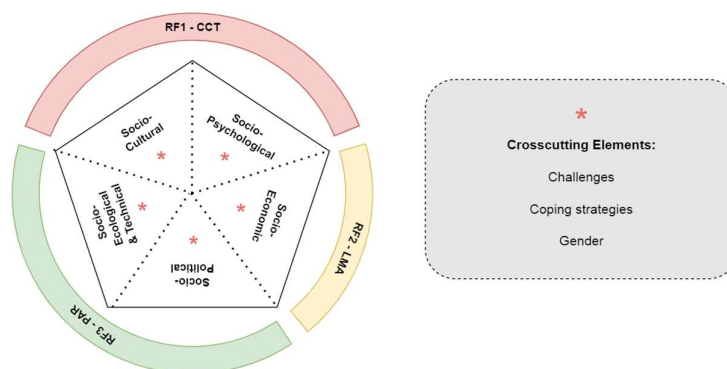 RF1 - CCT
Socio-
Cultural
*
Socio-
Psychological
*
Socio-
Ecological
& Technical
*
Socio-
Economic
*
Socio-
Political
*
RF2 - LMA
RF3 - PAR
*
Crosscutting Elements:
Challenges
Coping strategies
Gender